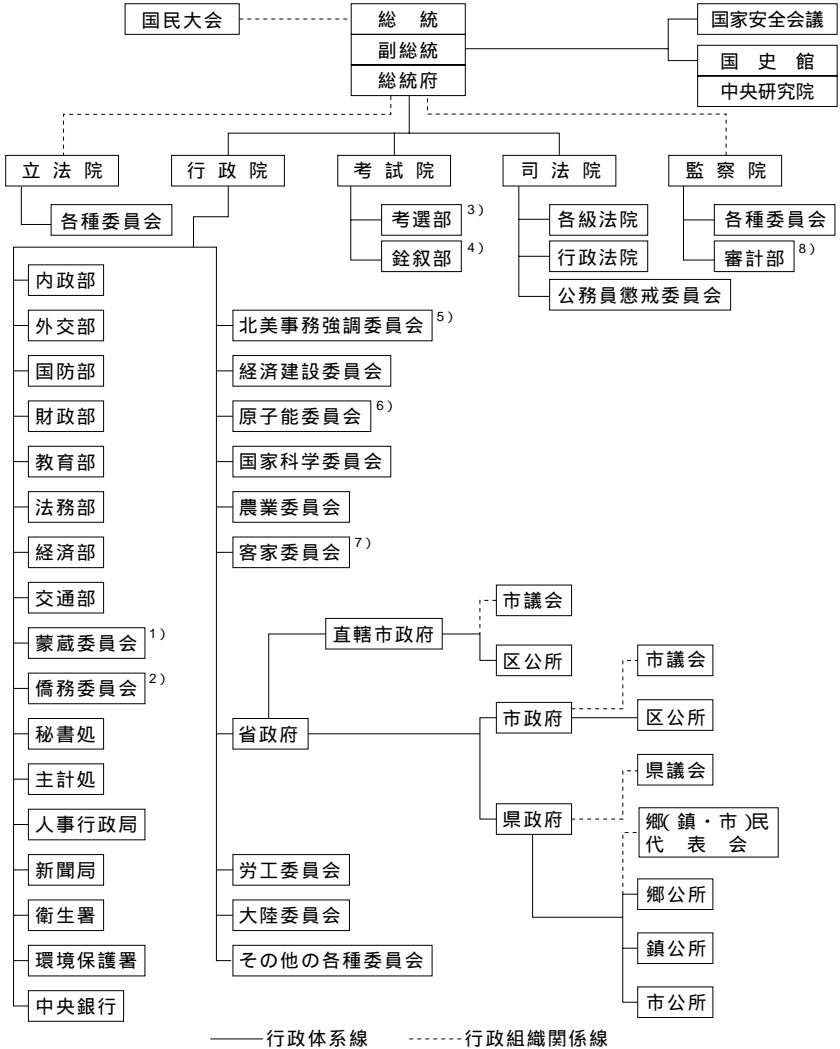 国民大会
総統
副総統
総統府
国家安全会議
国史館
中央研究院
立法院
行政院
考試院
司法院
監察院
各種委員会
考選部 3)
銓叙部 4)
各級法院
行政法院
公務員懲戒委員会
各種委員会
審計部 8)
内政部
外交部
国防部
財政部
教育部
法務部
経済部
交通部
蒙蔵委員会 1)
僑務委員会 2)
秘書処
主計処
人事行政局
新聞局
衛生署
環境保護署
中央銀行
北美事務強調委員会 5)
経済建設委員会
原子能委員会 6)
国家科学委員会
農業委員会
客家委員会 7)
省政府
労工委員会
大陸委員会
その他の各種委員会
直轄市政府
市議会
区公所
市政府
市議会
区公所
県政府
県議会
郷(鎮・市)民
代表会
郷公所
鎮公所
市公所
行政体系線
行政組織関係線